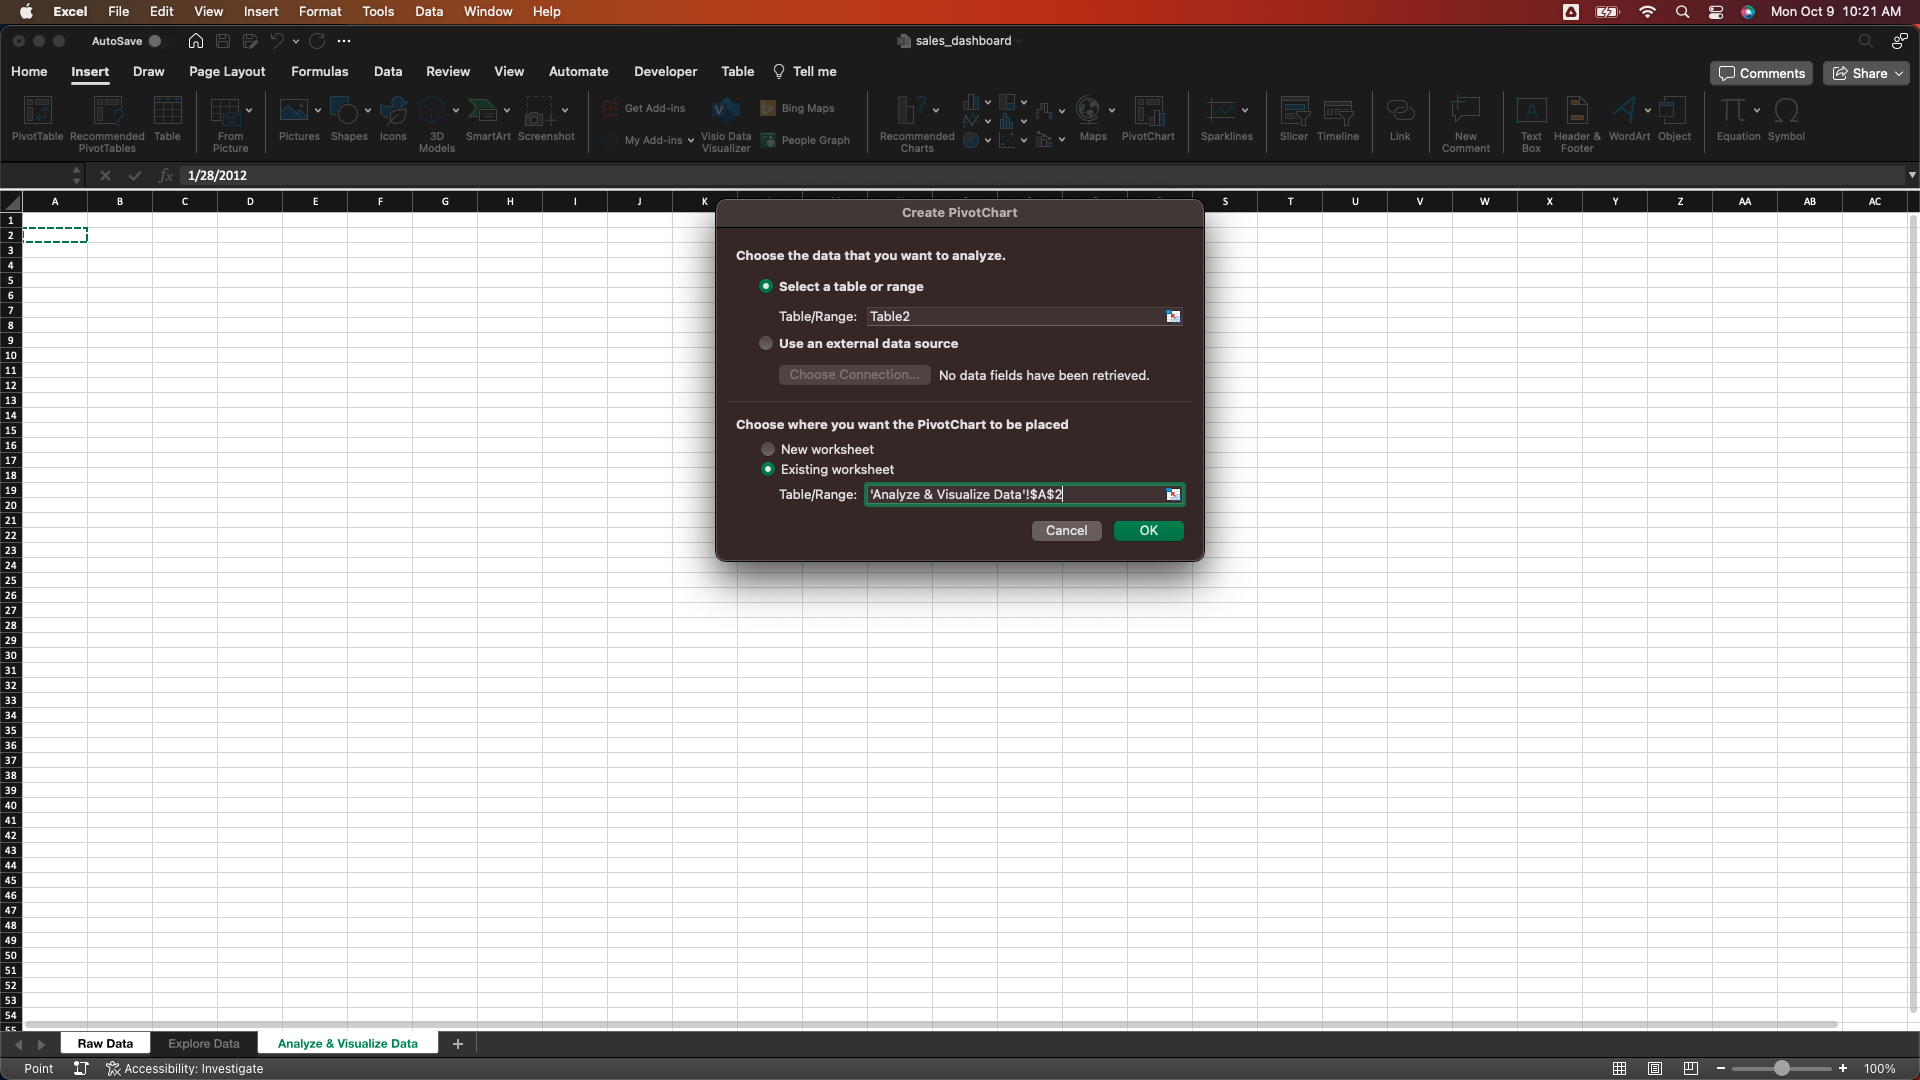 Excel File Edit View Insert Format Tools Data Window Help Mon Oct 9 10:21 AM
AutoSave sales_dashboard
Home Insert Draw Page Layout Formulas Data Review View Automate Developer Table Tell me Comments Share
Get Add-ins Bing Maps
PivotTable Recommended PivotTables Table From Picture Pictures Shapes Icons 3D Models SmartArt Screenshot My Add-ins Visio Data Visualizer People Graph Recommended Charts Maps PivotChart Sparklines Slicer Timeline Link New Comment Text Box Header & Footer WordArt Object Equation Symbol
fx 1/28/2012
A B C D E F G H I J K S T U V W X Y Z AA AB AC
1
2
3
4
5
6
7
8
9
10
11
12
13
14
15
16
17
18
19
20
21
22
23
24
25
26
27
28
29
30
31
32
33
34
35
36
37
38
39
40
41
42
43
44
45
46
47
48
49
50
51
52
53
54
55
Create PivotChart
Choose the data that you want to analyze.
Select a table or range
Table/Range: Table2
Use an external data source
Choose Connection... No data fields have been retrieved.
Choose where you want the PivotChart to be placed
New worksheet
Existing worksheet
Table/Range: 'Analyze & Visualize Data'!$A$2
Cancel OK
Raw Data Explore Data Analyze & Visualize Data
Point Accessibility: Investigate 100%